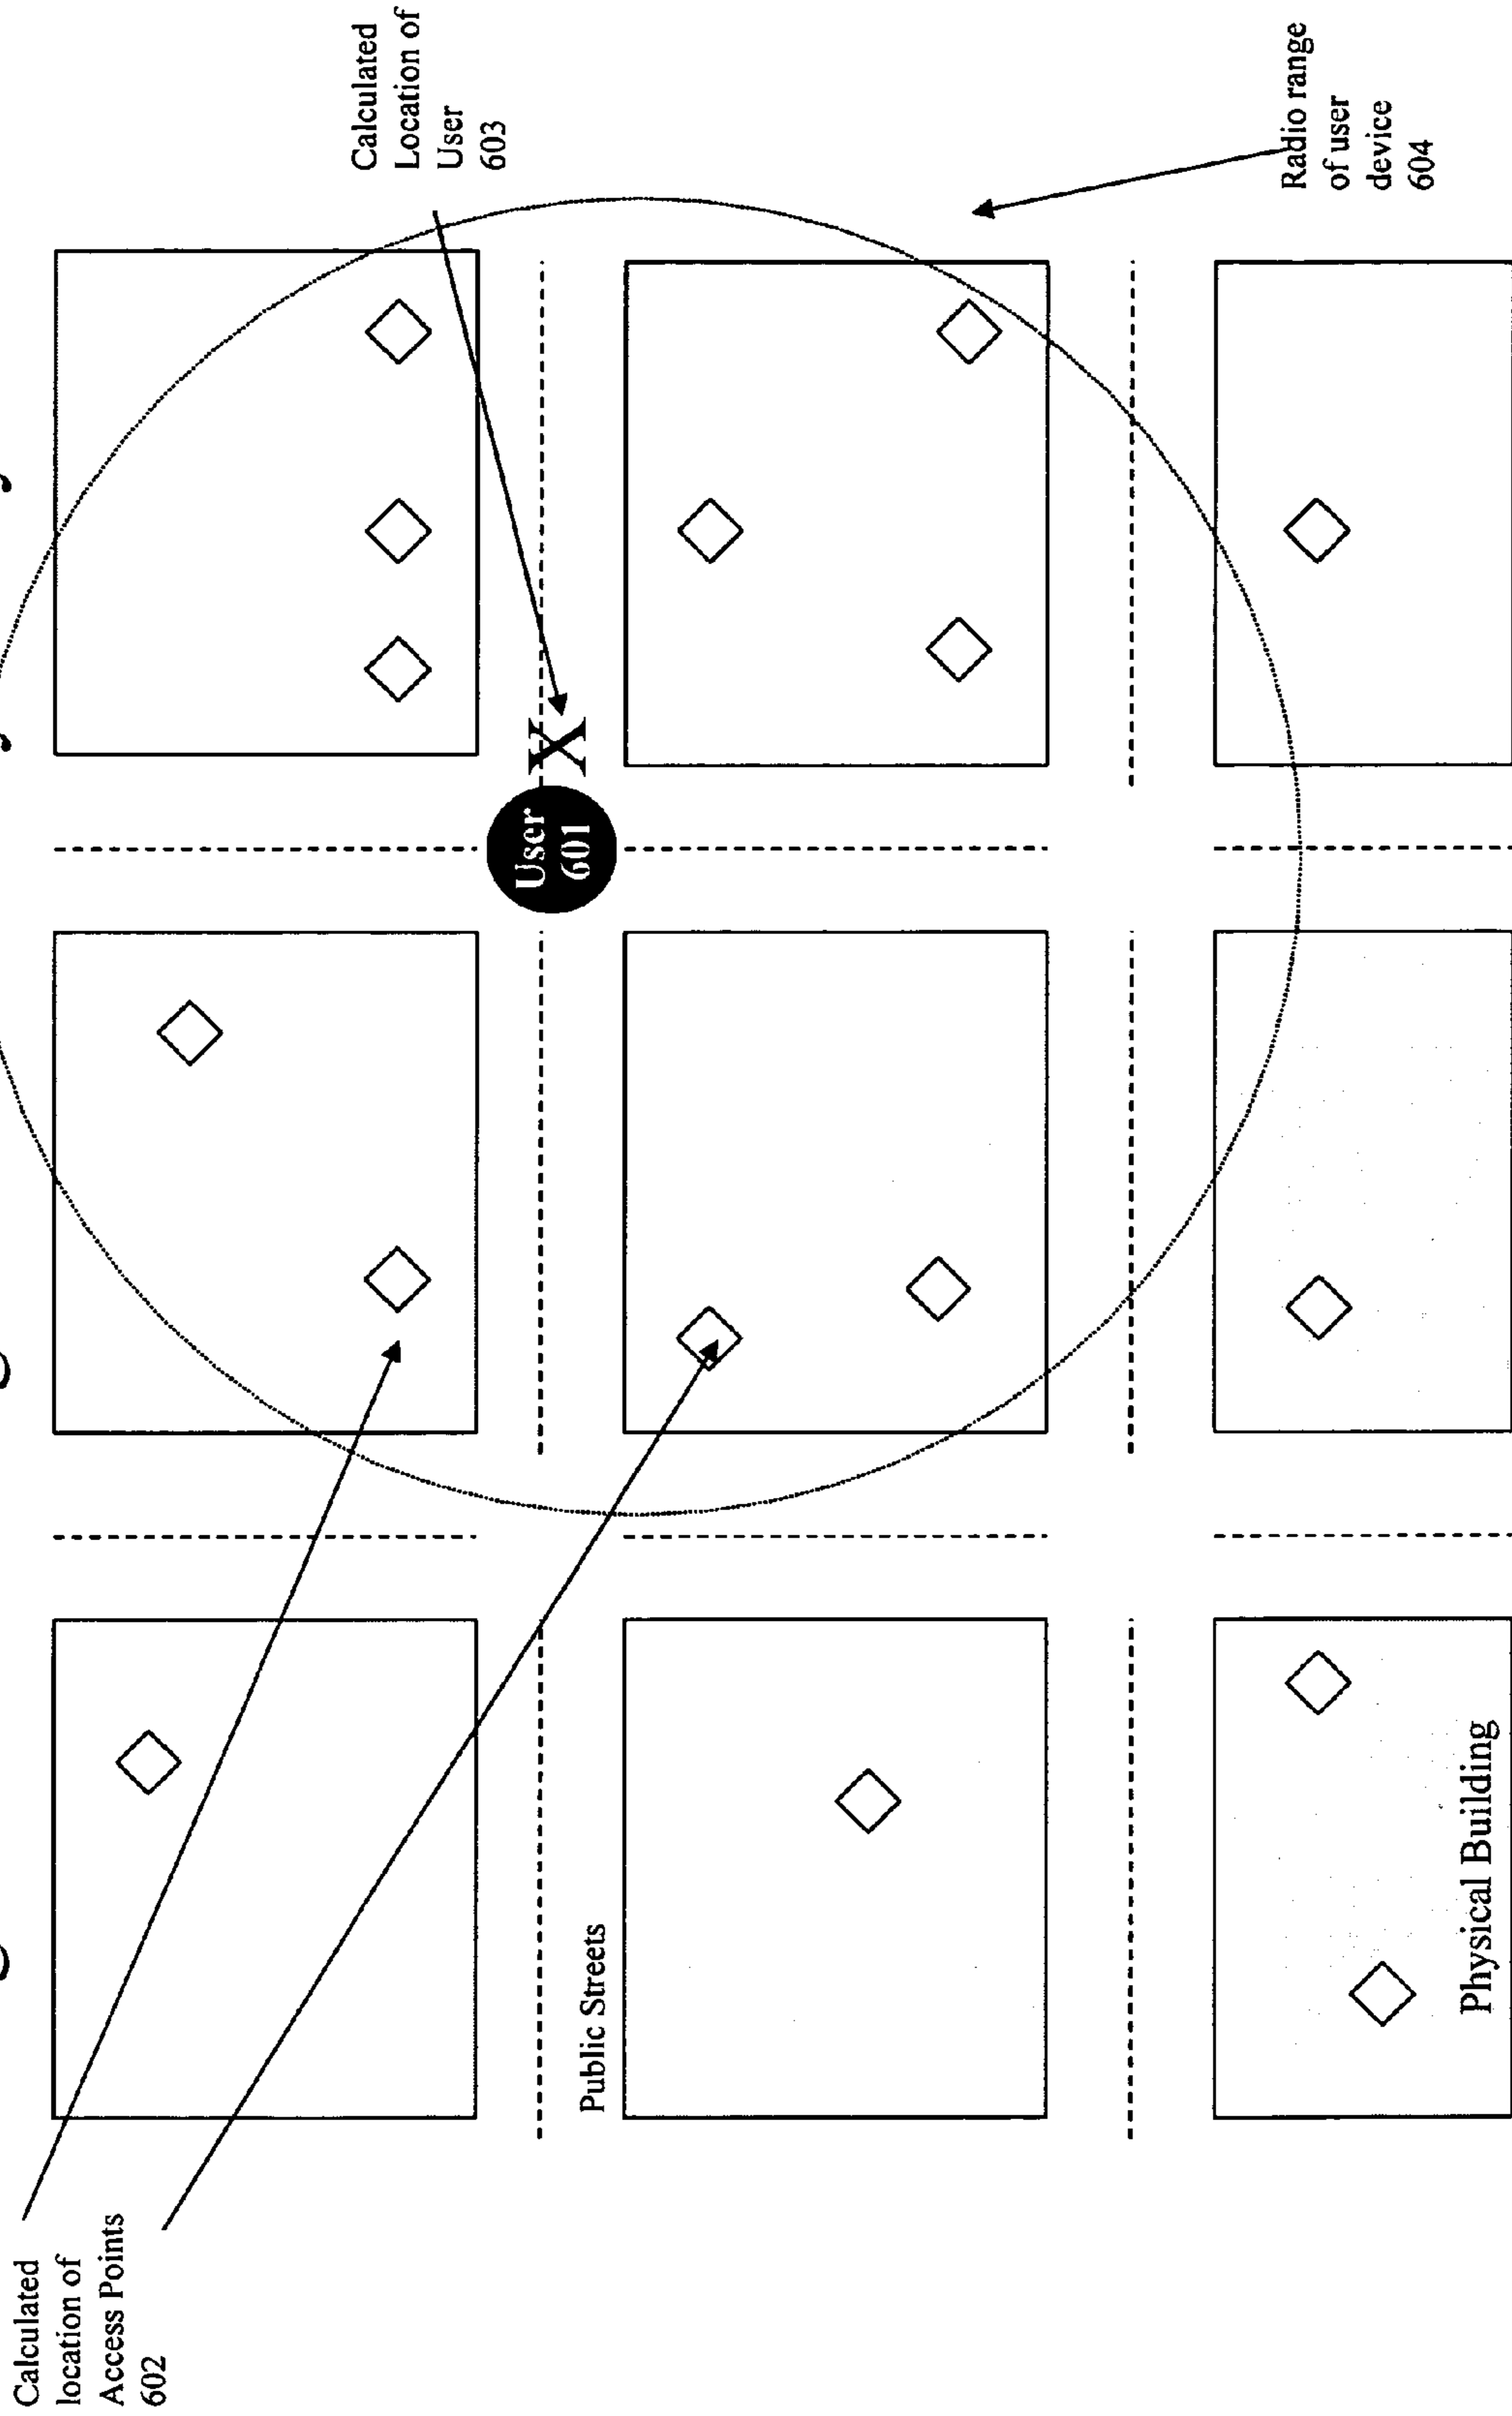 Calculated
location of
Access Points
602
Calculated
Location of
User
603
User
601
X
Public Streets
Radio range
of user
device
604
Physical Building